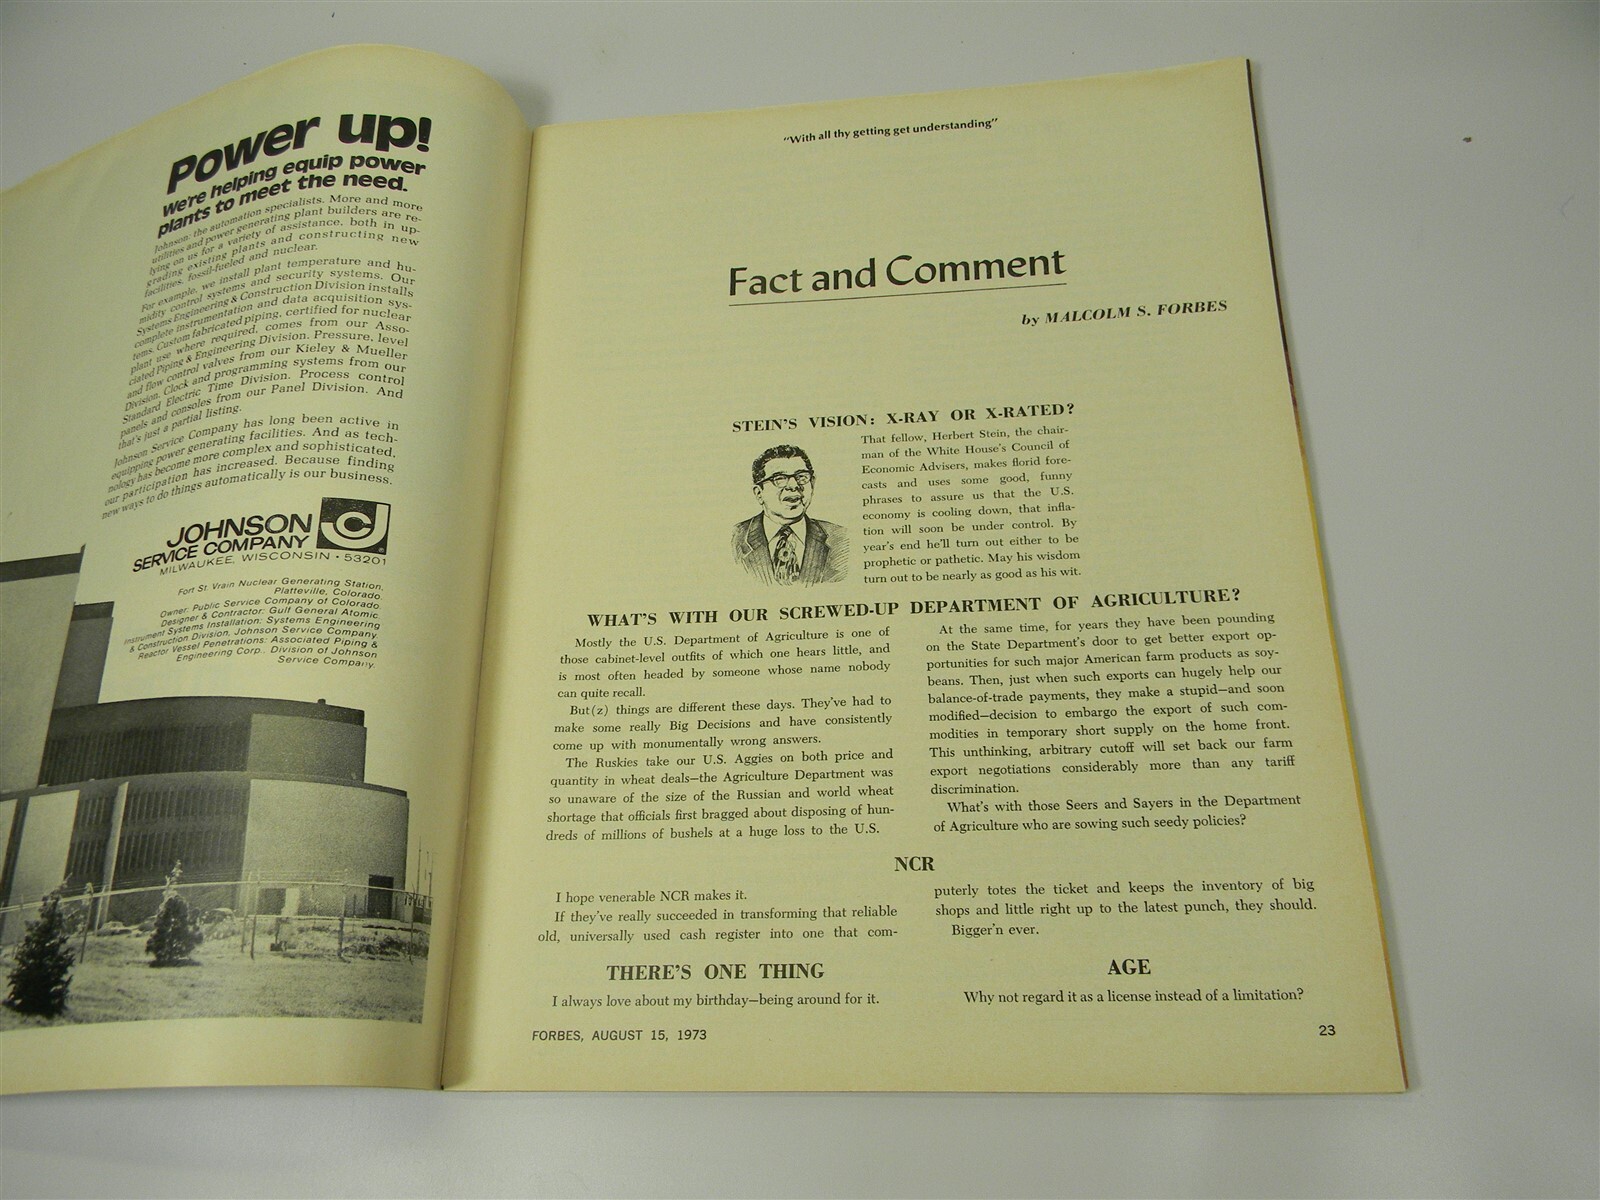 Power up!
We're helping equip power
plants to meet the need.
Johnson–the automation specialists. More and more
utilities and power generating plant builders are re-
lying on us for a variety of assistance, both in up-
grading existing plants and constructing new
facilities, fossil-fueled and nuclear.
For example, we install plant temperature and hu-
midity control systems and security systems. Our
Systems Engineering & Construction Division installs
complete instrumentation and data acquisition sys-
tems. Custom fabricated piping, certified for nuclear
plant use where required, comes from our Asso-
ciated Piping & Engineering Division. Pressure, level
and flow control valves from our Kieley & Mueller
Division. Clock and programming systems from our
Standard Electric Time Division. Process control
panels and consoles from our Panel Division. And
that's just a partial listing.
Johnson Service Company has long been active in
equipping power generating facilities. And as tech-
nology has become more complex and sophisticated,
our participation has increased. Because finding
new ways to do things automatically is our business.
JOHNSON
SERVICE COMPANY
MILWAUKEE, WISCONSIN • 53201
Fort St. Vrain Nuclear Generating Station,
Platteville, Colorado.
Owner: Public Service Company of Colorado.
Designer & Contractor: Gulf General Atomic.
Instrument Systems Installation: Systems Engineering
& Construction Division, Johnson Service Company.
Reactor Vessel Penetrations: Associated Piping &
Engineering Corp., Division of Johnson
Service Company.
"With all thy getting get understanding"
Fact and Comment
by MALCOLM S. FORBES
STEIN'S VISION: X-RAY OR X-RATED?
That fellow, Herbert Stein, the chair-
man of the White House's Council of
Economic Advisers, makes florid fore-
casts and uses some good, funny
phrases to assure us that the U.S.
economy is cooling down, that infla-
tion will soon be under control. By
year's end he'll turn out either to be
prophetic or pathetic. May his wisdom
turn out to be nearly as good as his wit.
WHAT'S WITH OUR SCREWED-UP DEPARTMENT OF AGRICULTURE?
Mostly the U.S. Department of Agriculture is one of
those cabinet-level outfits of which one hears little, and
is most often headed by someone whose name nobody
can quite recall.
But(z) things are different these days. They've had to
make some really Big Decisions and have consistently
come up with monumentally wrong answers.
The Ruskies take our U.S. Aggies on both price and
quantity in wheat deals—the Agriculture Department was
so unaware of the size of the Russian and world wheat
shortage that officials first bragged about disposing of hun-
dreds of millions of bushels at a huge loss to the U.S.
At the same time, for years they have been pounding
on the State Department's door to get better export op-
portunities for such major American farm products as soy-
beans. Then, just when such exports can hugely help our
balance-of-trade payments, they make a stupid—and soon
modified—decision to embargo the export of such com-
modities in temporary short supply on the home front.
This unthinking, arbitrary cutoff will set back our farm
export negotiations considerably more than any tariff
discrimination.
What's with those Seers and Sayers in the Department
of Agriculture who are sowing such seedy policies?
NCR
I hope venerable NCR makes it.
If they've really succeeded in transforming that reliable
old, universally used cash register into one that com-
puterly totes the ticket and keeps the inventory of big
shops and little right up to the latest punch, they should.
Bigger'n ever.
THERE'S ONE THING
I always love about my birthday—being around for it.
AGE
Why not regard it as a license instead of a limitation?
FORBES, AUGUST 15, 1973
23